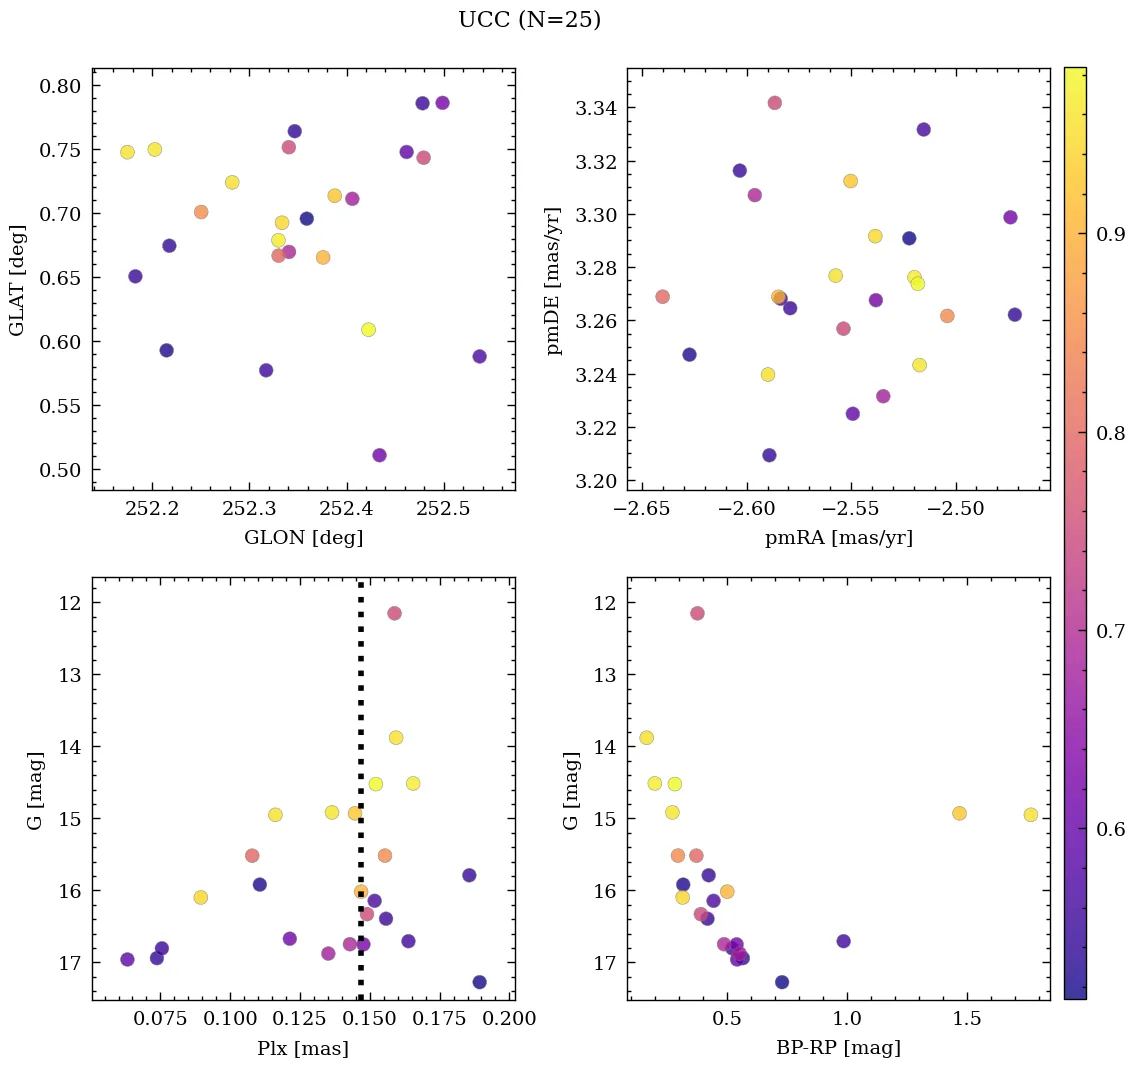 UCC (N=25)
0.80
0.75
0.70
0.65
0.60
0.55
0.50
GLAT [deg]
252.2 252.3 252.4 252.5
GLON [deg]
3.34
3.32
3.30
3.28
3.26
3.24
3.22
3.20
pmDE [mas/yr]
−2.65 −2.60 −2.55 −2.50
pmRA [mas/yr]
12
13
14
15
16
17
G [mag]
0.075 0.100 0.125 0.150 0.175 0.200
Plx [mas]
12
13
14
15
16
17
G [mag]
0.5 1.0 1.5
BP-RP [mag]
0.9
0.8
0.7
0.6